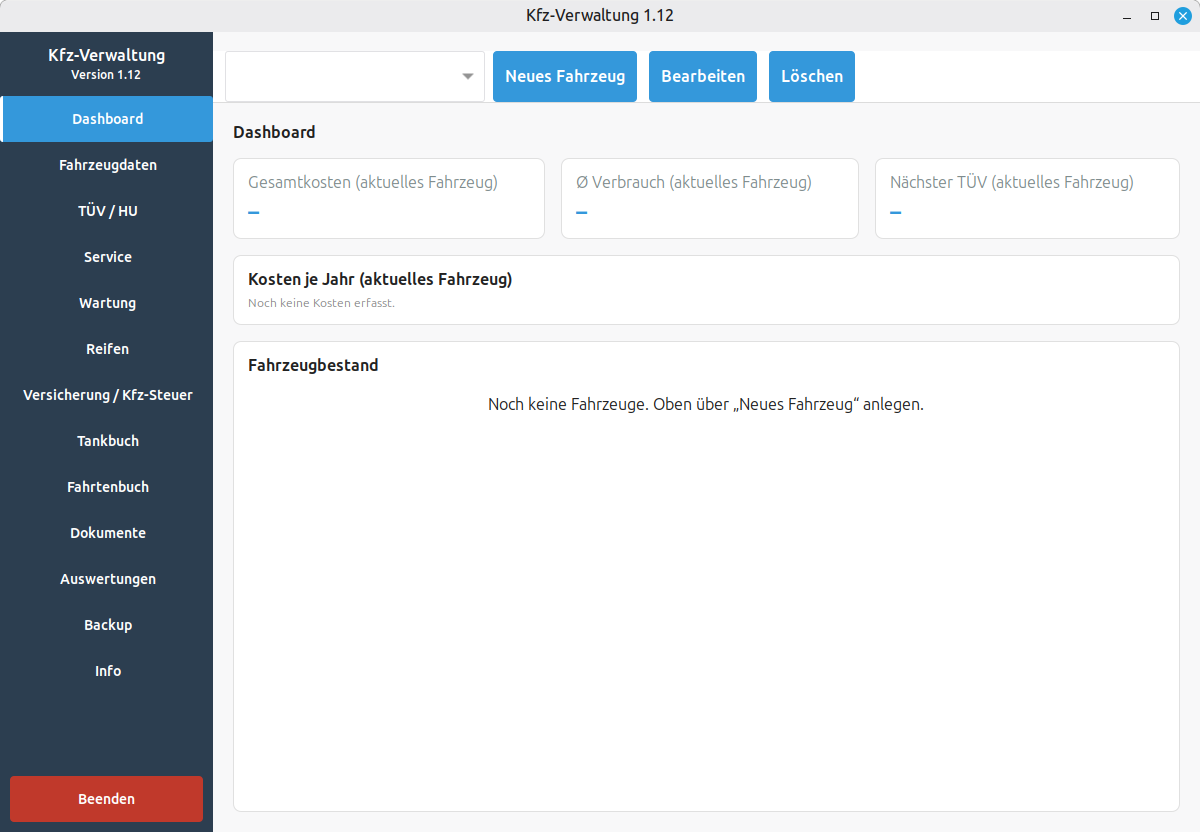 Kfz-Verwaltung 1.12
Kfz-Verwaltung
Version 1.12
Dashboard
Fahrzeugdaten
TÜV / HU
Service
Wartung
Reifen
Versicherung / Kfz-Steuer
Tankbuch
Fahrtenbuch
Dokumente
Auswertungen
Backup
Info
Beenden
Neues Fahrzeug
Bearbeiten
Löschen
Dashboard
Gesamtkosten (aktuelles Fahrzeug)
–
Ø Verbrauch (aktuelles Fahrzeug)
–
Nächster TÜV (aktuelles Fahrzeug)
–
Kosten je Jahr (aktuelles Fahrzeug)
Noch keine Kosten erfasst.
Fahrzeugbestand
Noch keine Fahrzeuge. Oben über „Neues Fahrzeug“ anlegen.